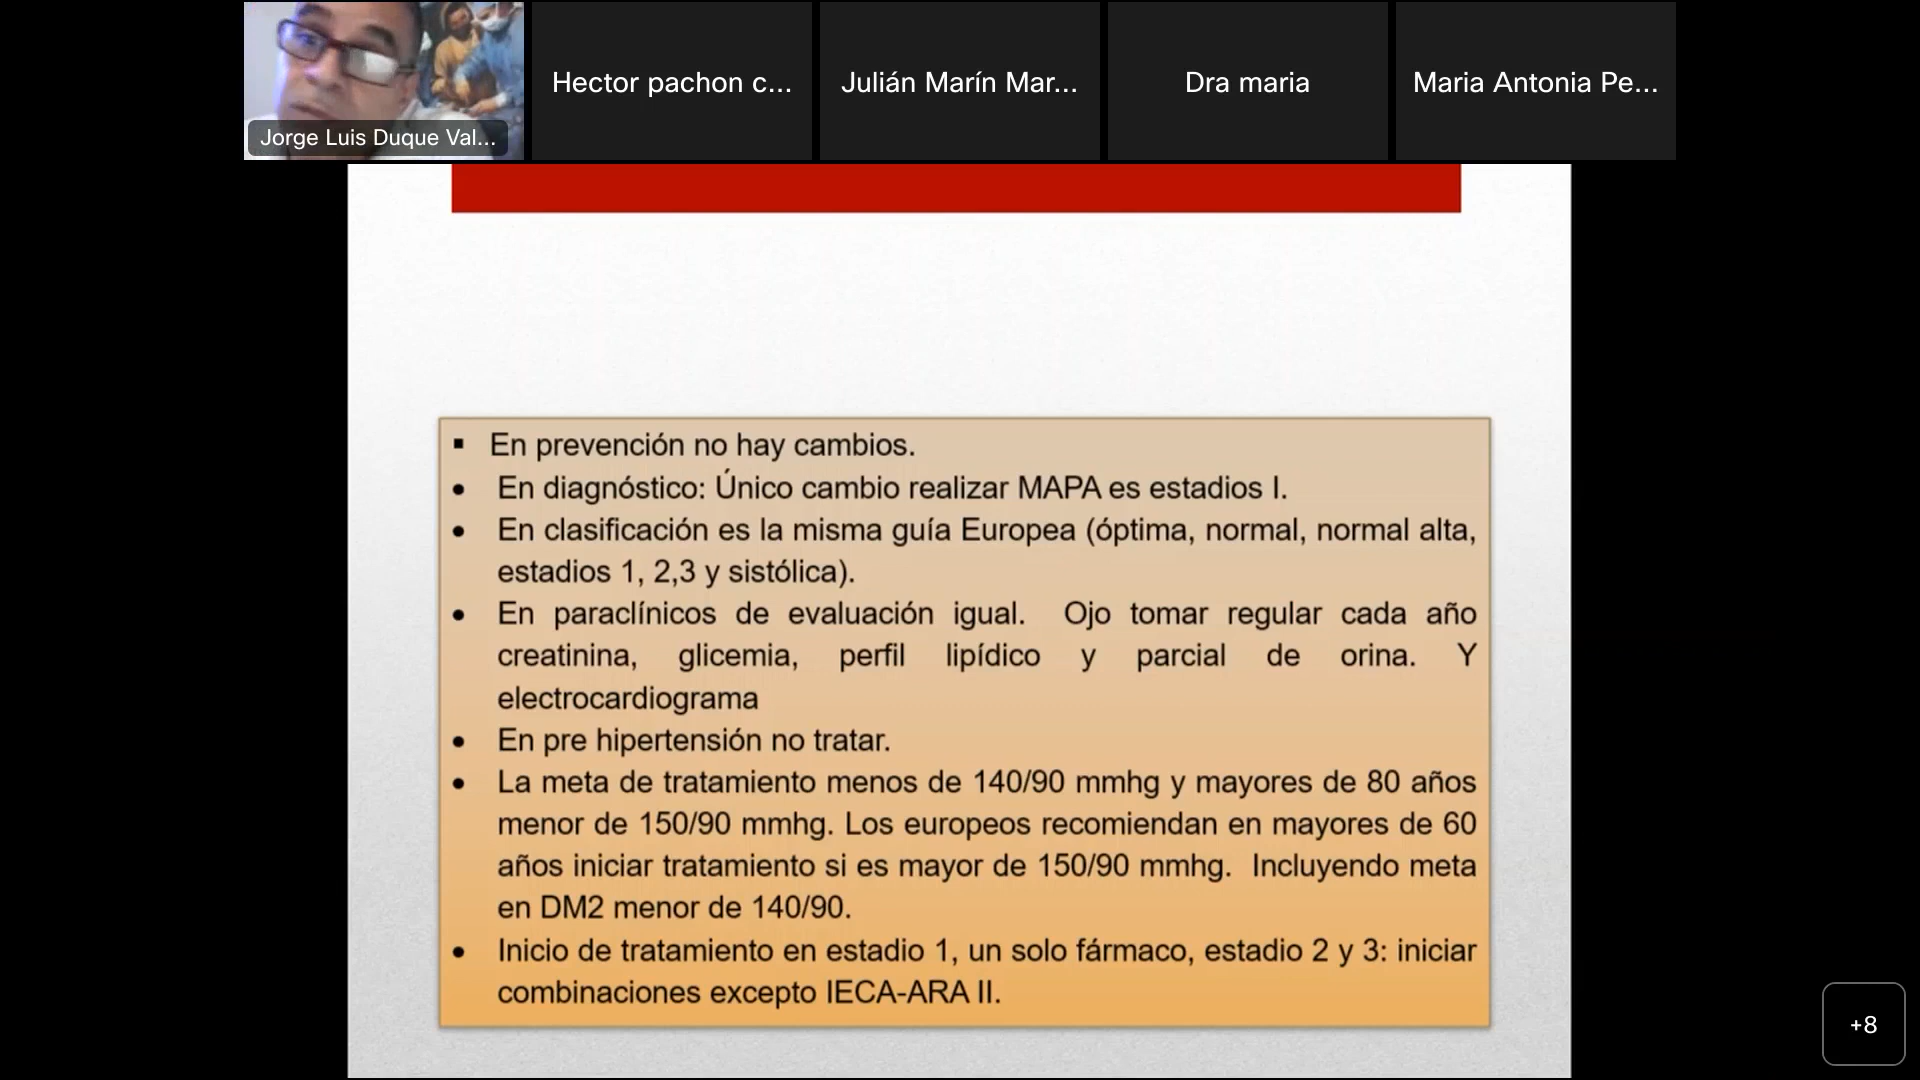 Jorge Luis Duque Val...
Hector pachon c...
Julián Marín Mar...
Dra maria
Maria Antonia Pe...
▪ En prevención no hay cambios.
• En diagnóstico: Único cambio realizar MAPA es estadios I.
• En clasificación es la misma guía Europea (óptima, normal, normal alta,
estadios 1, 2,3 y sistólica).
• En paraclínicos de evaluación igual. Ojo tomar regular cada año
creatinina, glicemia, perfil lipídico y parcial de orina. Y
electrocardiograma
• En pre hipertensión no tratar.
• La meta de tratamiento menos de 140/90 mmhg y mayores de 80 años
menor de 150/90 mmhg. Los europeos recomiendan en mayores de 60
años iniciar tratamiento si es mayor de 150/90 mmhg. Incluyendo meta
en DM2 menor de 140/90.
• Inicio de tratamiento en estadio 1, un solo fármaco, estadio 2 y 3: iniciar
combinaciones excepto IECA-ARA II.
+8